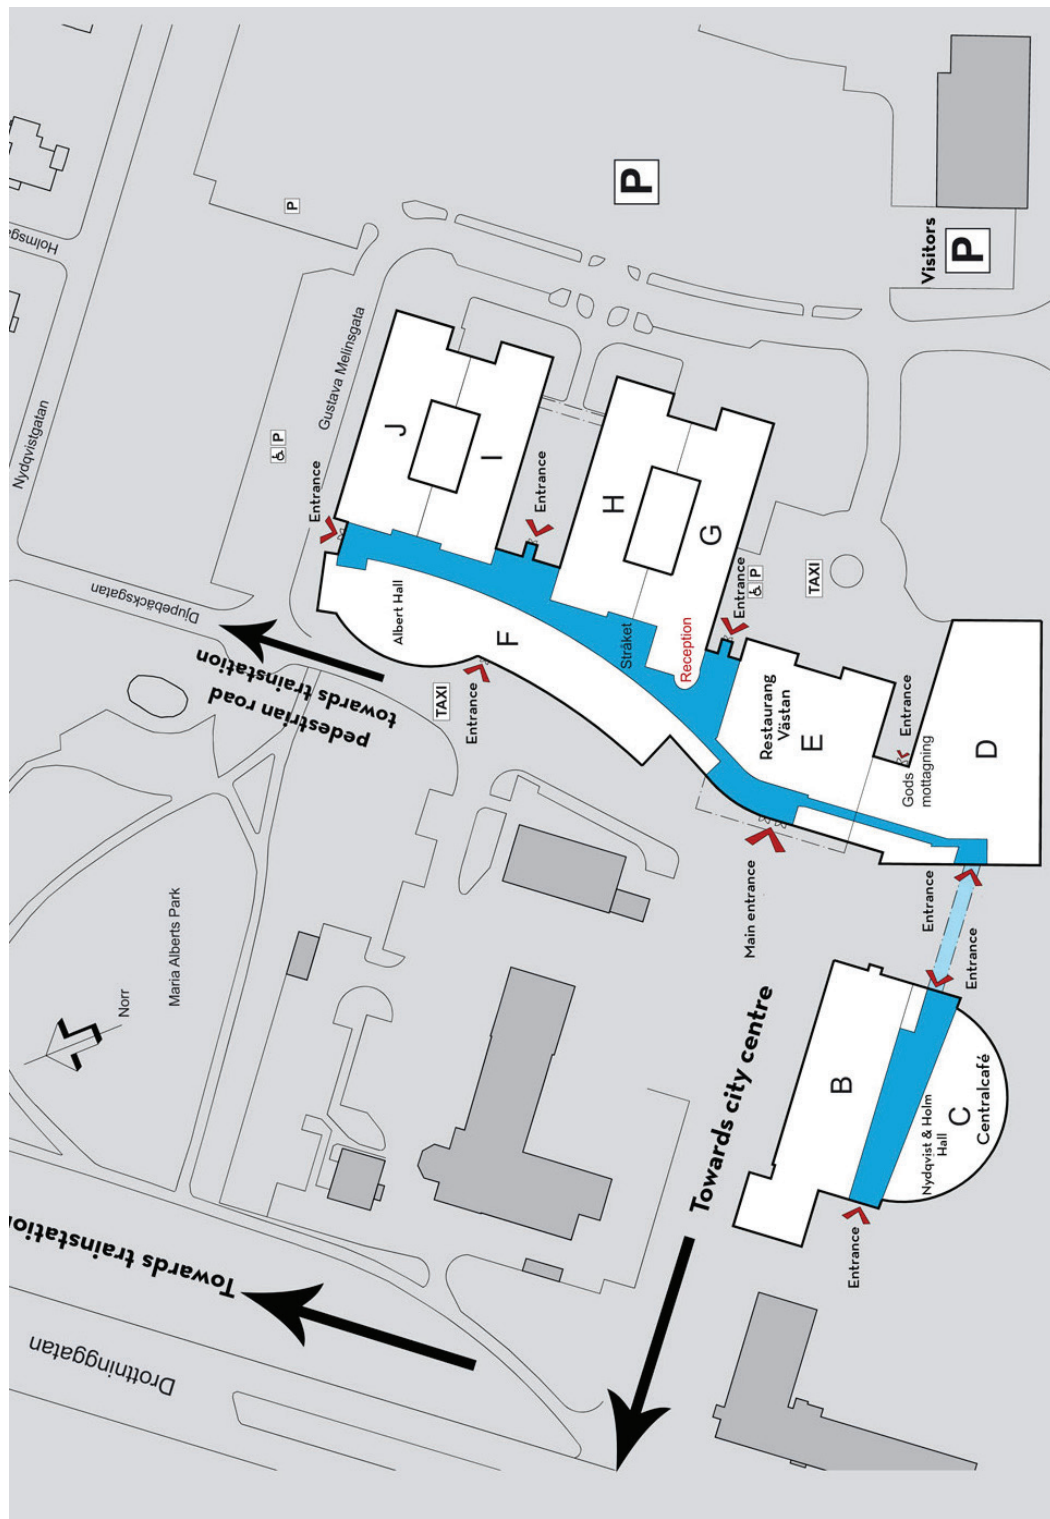 Holmsga
Nydqvistgatan
Gustava Melinsgata
Djupebäcksgatan
P
P
Visitors
P
P
Entrance
J
I
Entrance
H
G
Entrance
P
TAXI
Albert Hall
F
Stråket
Reception
pedestrian road
towards trainstation
TAXI
Entrance
Restaurang
Västan
E
Entrance
Gods
mottagning
D
Main entrance
Entrance
Entrance
Maria Alberts Park
Norr
B
C
Nydqvist & Holm
Hall
Centralcafé
Entrance
Towards city centre
Towards trainstation
Drottninggatan